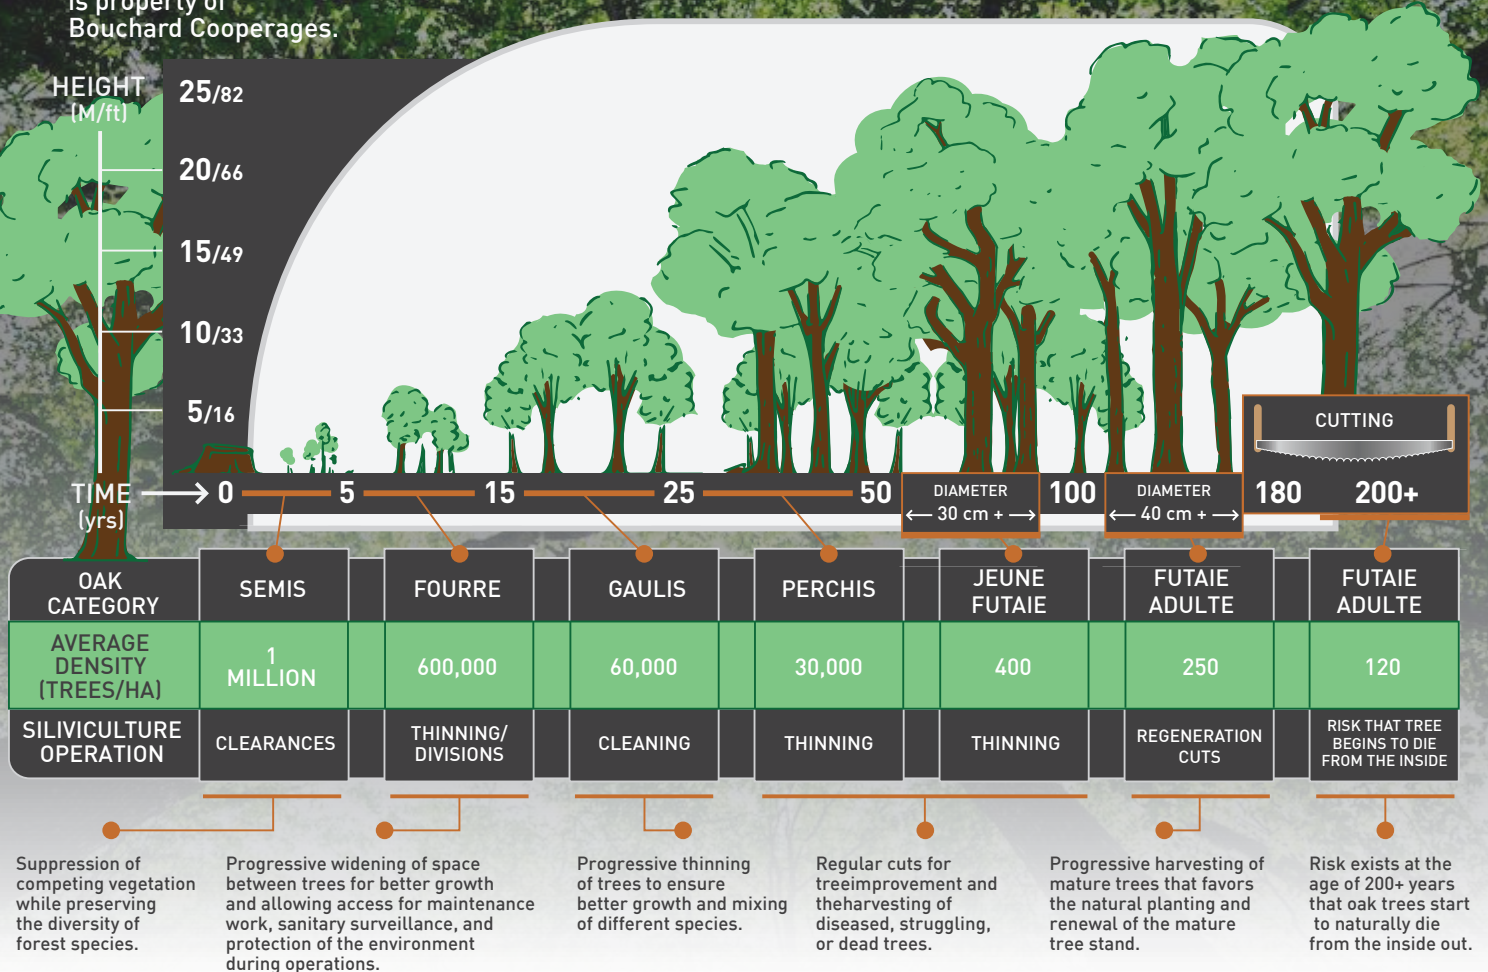 is property of
Bouchard Cooperages.
HEIGHT
(M/ft)
25/82
20/66
15/49
10/33
5/16
TIME
(yrs)
0
5
15
25
50
DIAMETER
30 cm +
100
DIAMETER
40 cm +
CUTTING
180
200+
OAK
CATEGORY
SEMIS
FOURRE
GAULIS
PERCHIS
JEUNE
FUTAIE
FUTAIE
ADULTE
FUTAIE
ADULTE
AVERAGE
DENSITY
(TREES/HA)
1
MILLION
600,000
60,000
30,000
400
250
120
SILIVICULTURE
OPERATION
CLEARANCES
THINNING/
DIVISIONS
CLEANING
THINNING
THINNING
REGENERATION
CUTS
RISK THAT TREE
BEGINS TO DIE
FROM THE INSIDE
Suppression of
competing vegetation
while preserving
the diversity of
forest species.
Progressive widening of space
between trees for better growth
and allowing access for maintenance
work, sanitary surveillance, and
protection of the environment
during operations.
Progressive thinning
of trees to ensure
better growth and mixing
of different species.
Regular cuts for
treeimprovement and
theharvesting of
diseased, struggling,
or dead trees.
Progressive harvesting of
mature trees that favors
the natural planting and
renewal of the mature
tree stand.
Risk exists at the
age of 200+ years
that oak trees start
to naturally die
from the inside out.